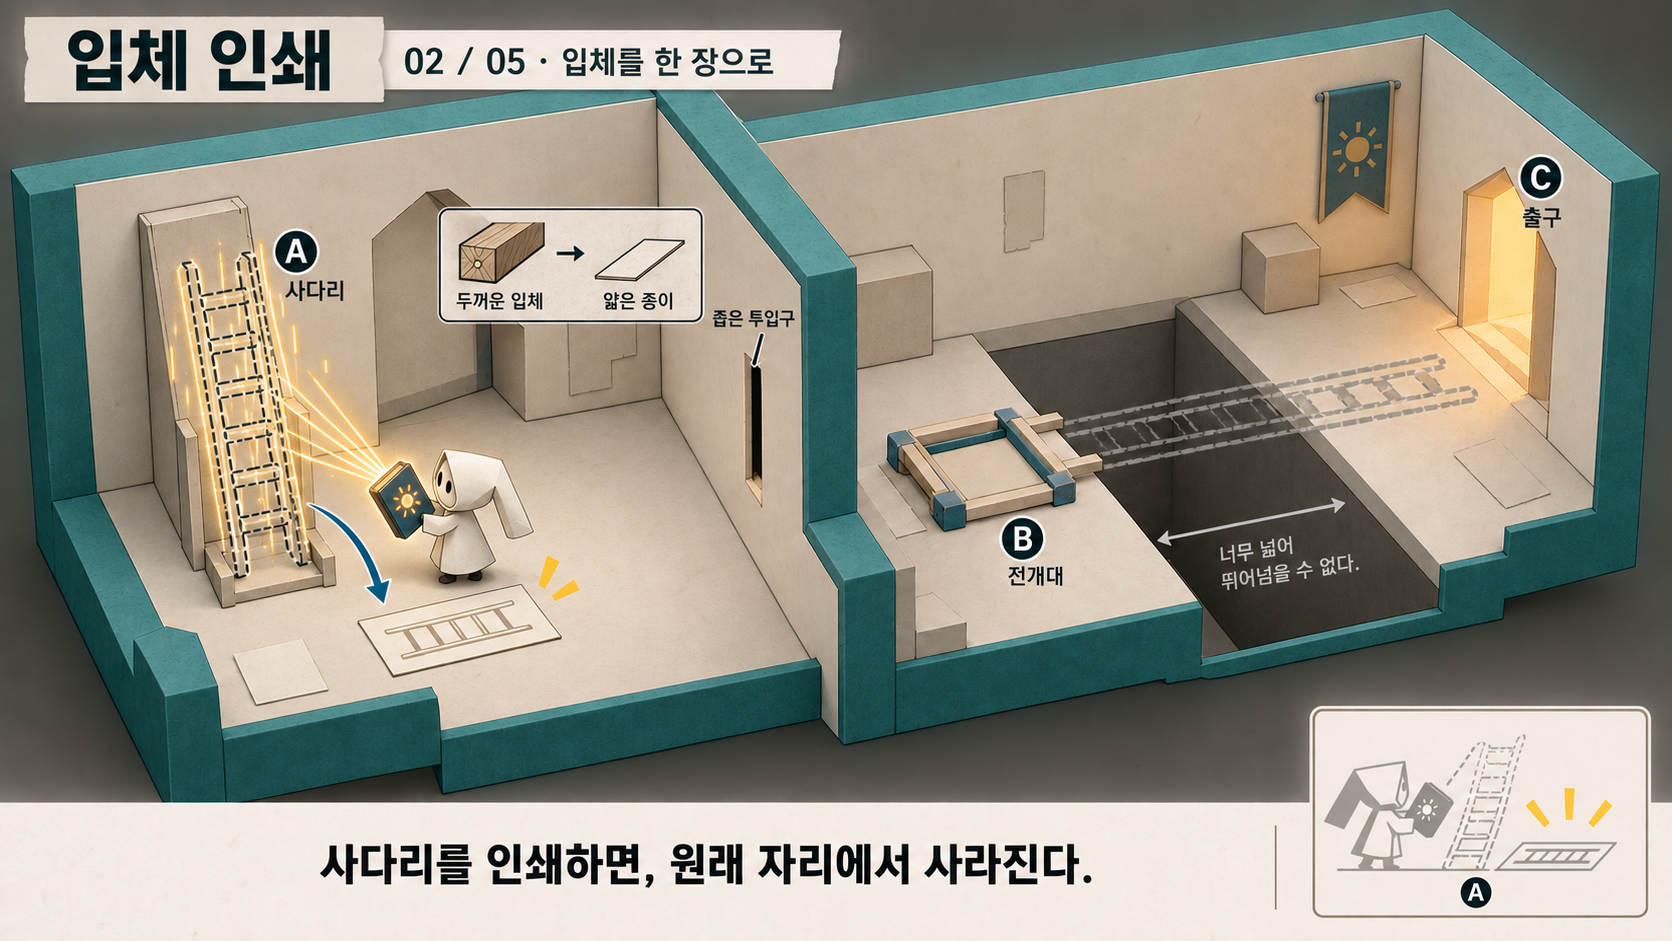 입체 인쇄
02 / 05 · 입체를 한 장으로
A
사다리
두꺼운 입체
얇은 종이
좁은 투입구
C
출구
B
전개대
너무 넓어
뛰어넘을 수 없다.
사다리를 인쇄하면, 원래 자리에서 사라진다.
A